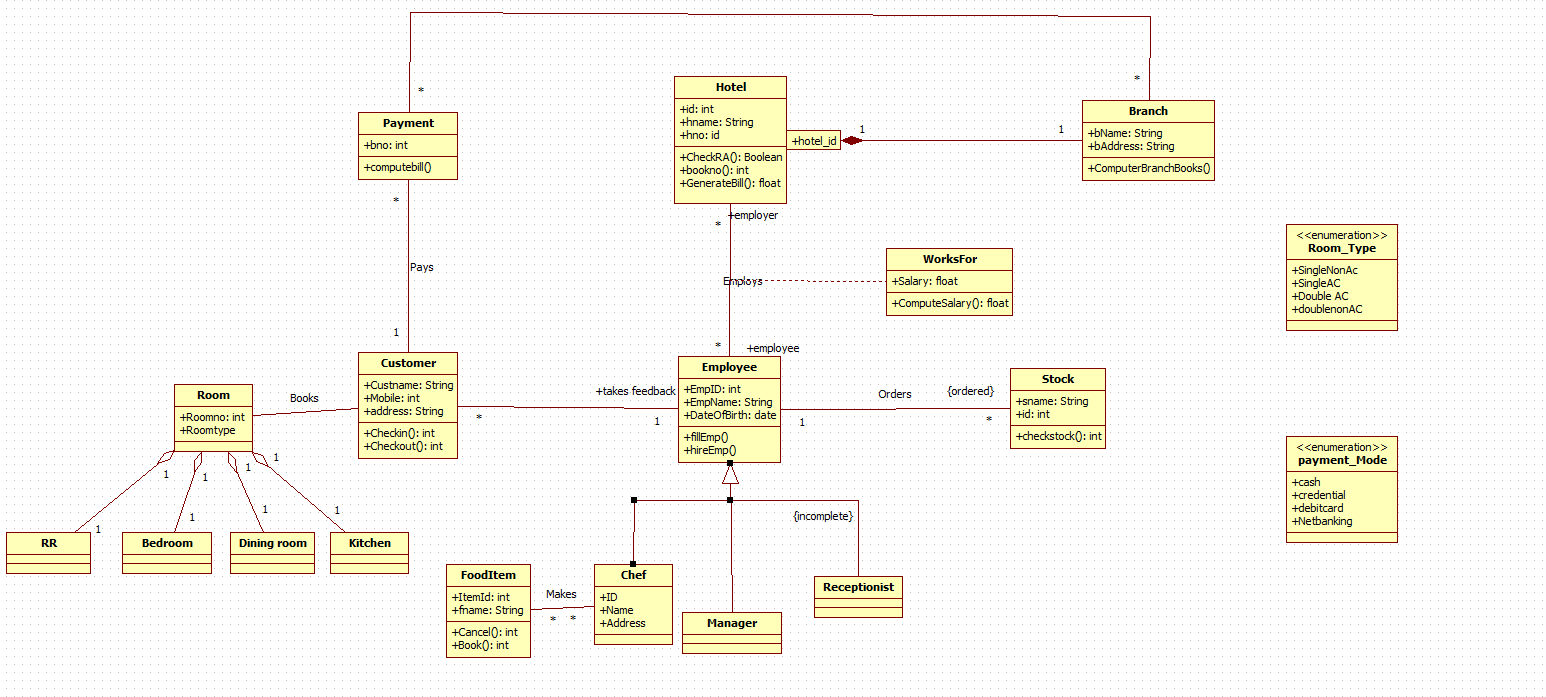 *
*
Hotel
+id: int
+hname: String
+hno: id
+CheckRA(): Boolean
+bookno(): int
+GenerateBill(): float
+hotel_id
1
1
Branch
+bName: String
+bAddress: String
+ComputerBranchBooks()
Payment
+bno: int
+computebill()
*
Pays
1
+employer
*
Employs
*
+employee
WorksFor
+Salary: float
+ComputeSalary(): float
<<enumeration>>
Room_Type
+SingleNonAc
+SingleAC
+Double AC
+doublenonAC
Customer
+Custname: String
+Mobile: int
+address: String
+Checkin(): int
+Checkout(): int
Room
+Roomno: int
+Roomtype
Books
+takes feedback
*
1
Employee
+EmpID: int
+EmpName: String
+DateOfBirth: date
+fillEmp()
+hireEmp()
Orders
{ordered}
1
*
Stock
+sname: String
+id: int
+checkstock(): int
<<enumeration>>
payment_Mode
+cash
+credential
+debitcard
+Netbanking
1
1
1
1
1
1
1
1
RR
Bedroom
Dining room
Kitchen
{incomplete}
FoodItem
+ItemId: int
+fname: String
+Cancel(): int
+Book(): int
Makes
*
*
Chef
+ID
+Name
+Address
Manager
Receptionist